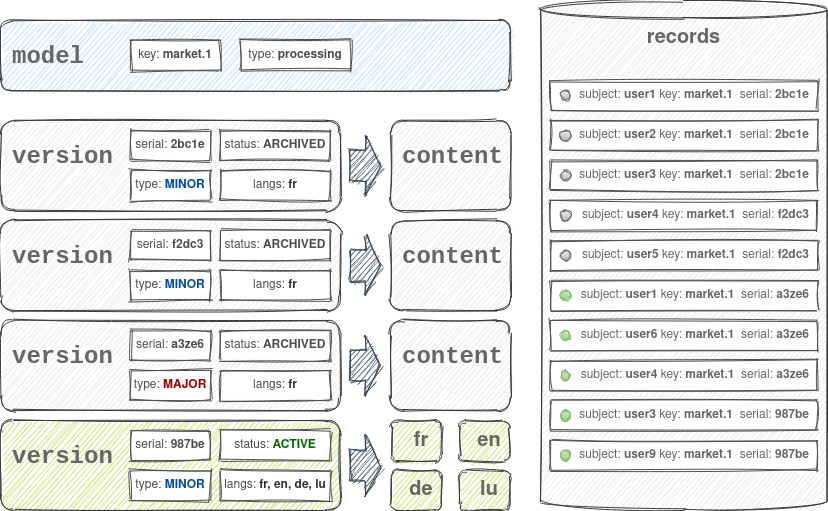 model
key: market.1
type: processing
version
serial: 2bc1e
status: ARCHIVED
type: MINOR
langs: fr
content
version
serial: f2dc3
status: ARCHIVED
type: MINOR
langs: fr
content
version
serial: a3ze6
status: ARCHIVED
type: MAJOR
langs: fr
content
version
serial: 987be
status: ACTIVE
type: MINOR
langs: fr, en, de, lu
fr
en
de
lu
records
subject: user1 key: market.1 serial: 2bc1e
subject: user2 key: market.1 serial: 2bc1e
subject: user3 key: market.1 serial: 2bc1e
subject: user4 key: market.1 serial: f2dc3
subject: user5 key: market.1 serial: f2dc3
subject: user1 key: market.1 serial: a3ze6
subject: user6 key: market.1 serial: a3ze6
subject: user4 key: market.1 serial: a3ze6
subject: user3 key: market.1 serial: 987be
subject: user9 key: market.1 serial: 987be